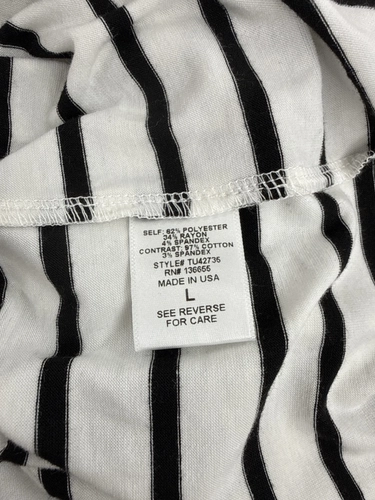 SELF: 62% POLYESTER
34% RAYON
4% SPANDEX
CONTRAST: 97% COTTON
3% SPANDEX
STYLE# TU42735
RN# 136656
MADE IN USA
L
SEE REVERSE
FOR CARE